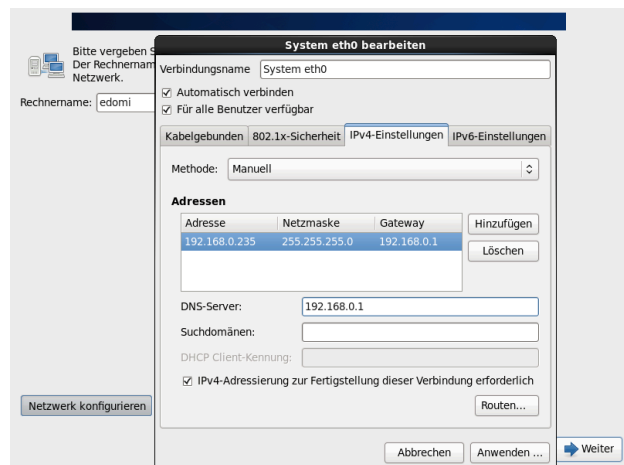 Bitte vergeben S
Der Rechnernam
Netzwerk.
Rechnername: edomi
System eth0 bearbeiten
Verbindungsname System eth0
Automatisch verbinden
Für alle Benutzer verfügbar
Kabelgebunden 802.1x-Sicherheit IPv4-Einstellungen IPv6-Einstellungen
Methode: Manuell
Adressen
Adresse Netzmaske Gateway Hinzufügen
192.168.0.235 255.255.255.0 192.168.0.1
Löschen
DNS-Server: 192.168.0.1
Suchdomänen:
DHCP Client-Kennung:
IPv4-Adressierung zur Fertigstellung dieser Verbindung erforderlich
Netzwerk konfigurieren
Routen...
Abbrechen Anwenden ... Weiter